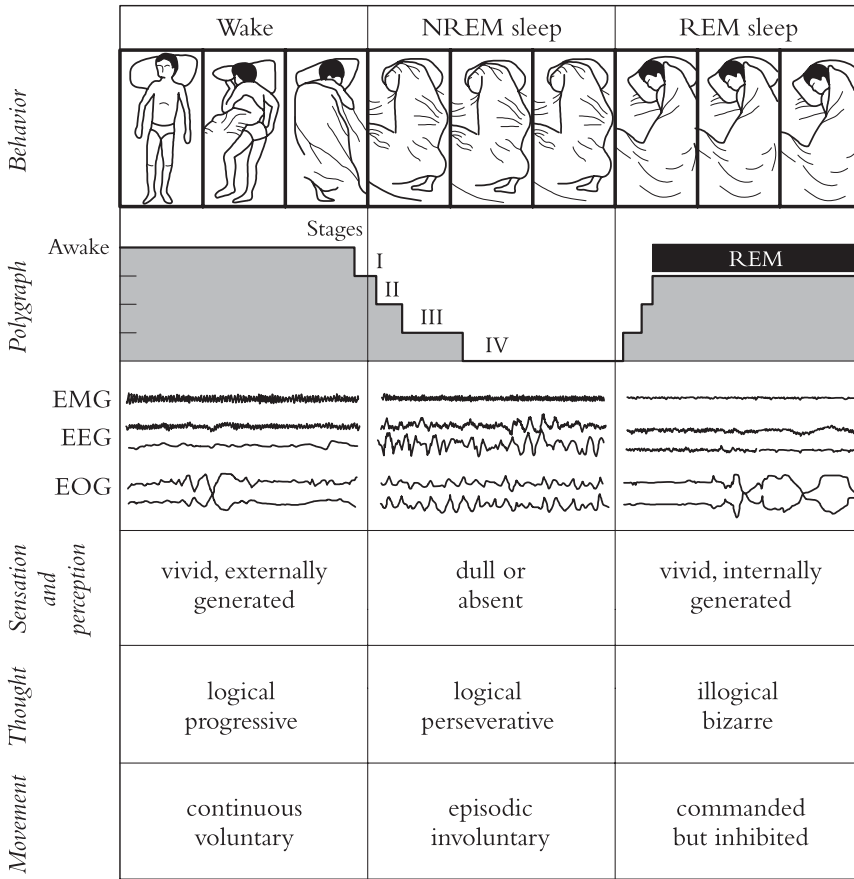 Wake
NREM sleep
REM sleep
Behavior
Polygraph
Stages
Awake
I
II
III
IV
REM
EMG
EEG
EOG
Sensation
and
perception
vivid, externally
generated
dull or
absent
vivid, internally
generated
Thought
logical
progressive
logical
perseverative
illogical
bizarre
Movement
continuous
voluntary
episodic
involuntary
commanded
but inhibited